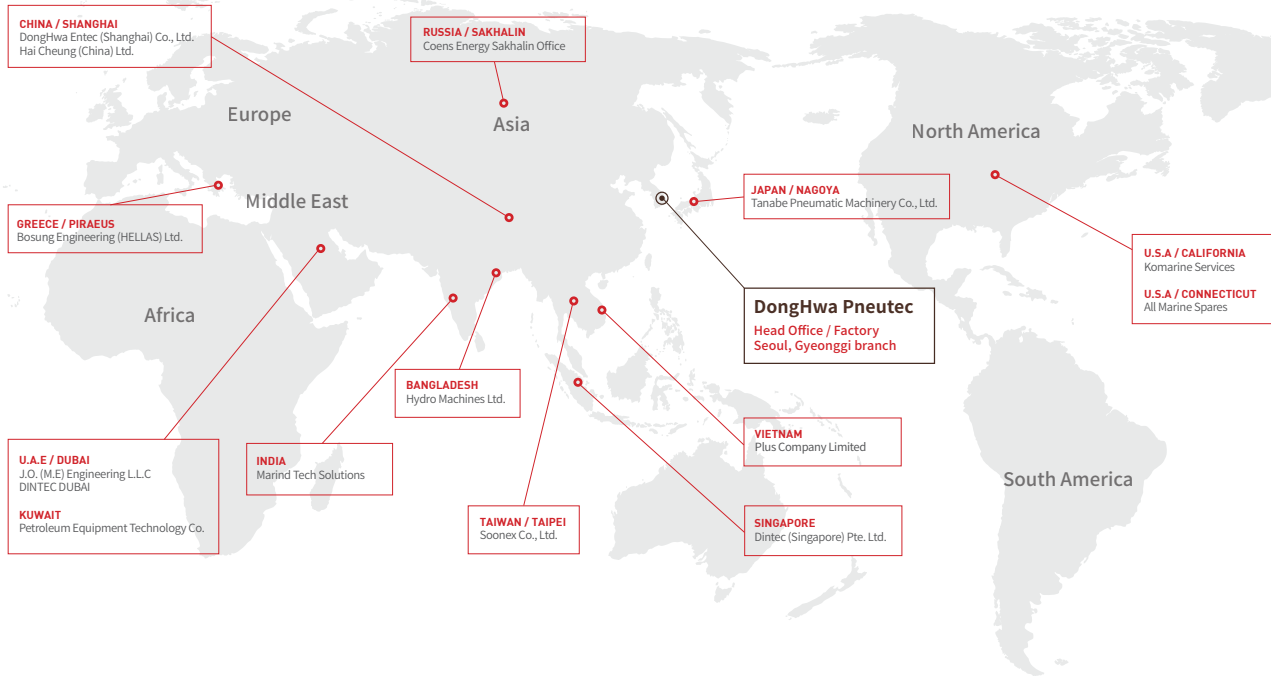 CHINA / SHANGHAI
DongHwa Entec (Shanghai) Co., Ltd.
Hai Cheung (China) Ltd.
RUSSIA / SAKHALIN
Coens Energy Sakhalin Office
Europe
Asia
North America
Middle East
JAPAN / NAGOYA
Tanabe Pneumatic Machinery Co., Ltd.
GREECE / PIRAEUS
Bosung Engineering (HELLAS) Ltd.
U.S.A / CALIFORNIA
Komarine Services
U.S.A / CONNECTICUT
All Marine Spares
Africa
DongHwa Pneutec
Head Office / Factory
Seoul, Gyeonggi branch
BANGLADESH
Hydro Machines Ltd.
VIETNAM
Plus Company Limited
U.A.E / DUBAI
J.O. (M.E) Engineering L.L.C
DINTEC DUBAI
KUWAIT
Petroleum Equipment Technology Co.
INDIA
Marind Tech Solutions
South America
TAIWAN / TAIPEI
Soonex Co., Ltd.
SINGAPORE
Dintec (Singapore) Pte. Ltd.